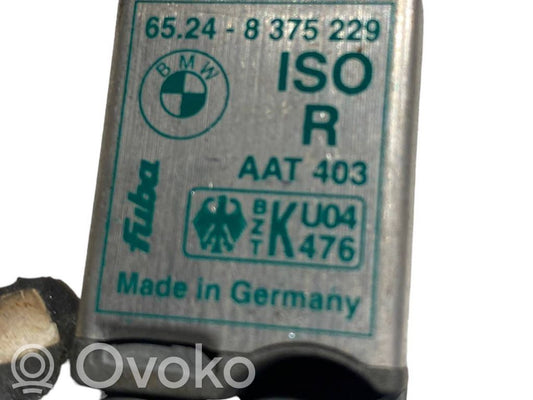 65.24 - 8 375 229
BMW
ISO
R
fuba
AAT 403
BZT K U04
476
Made in Germany
Ovoko